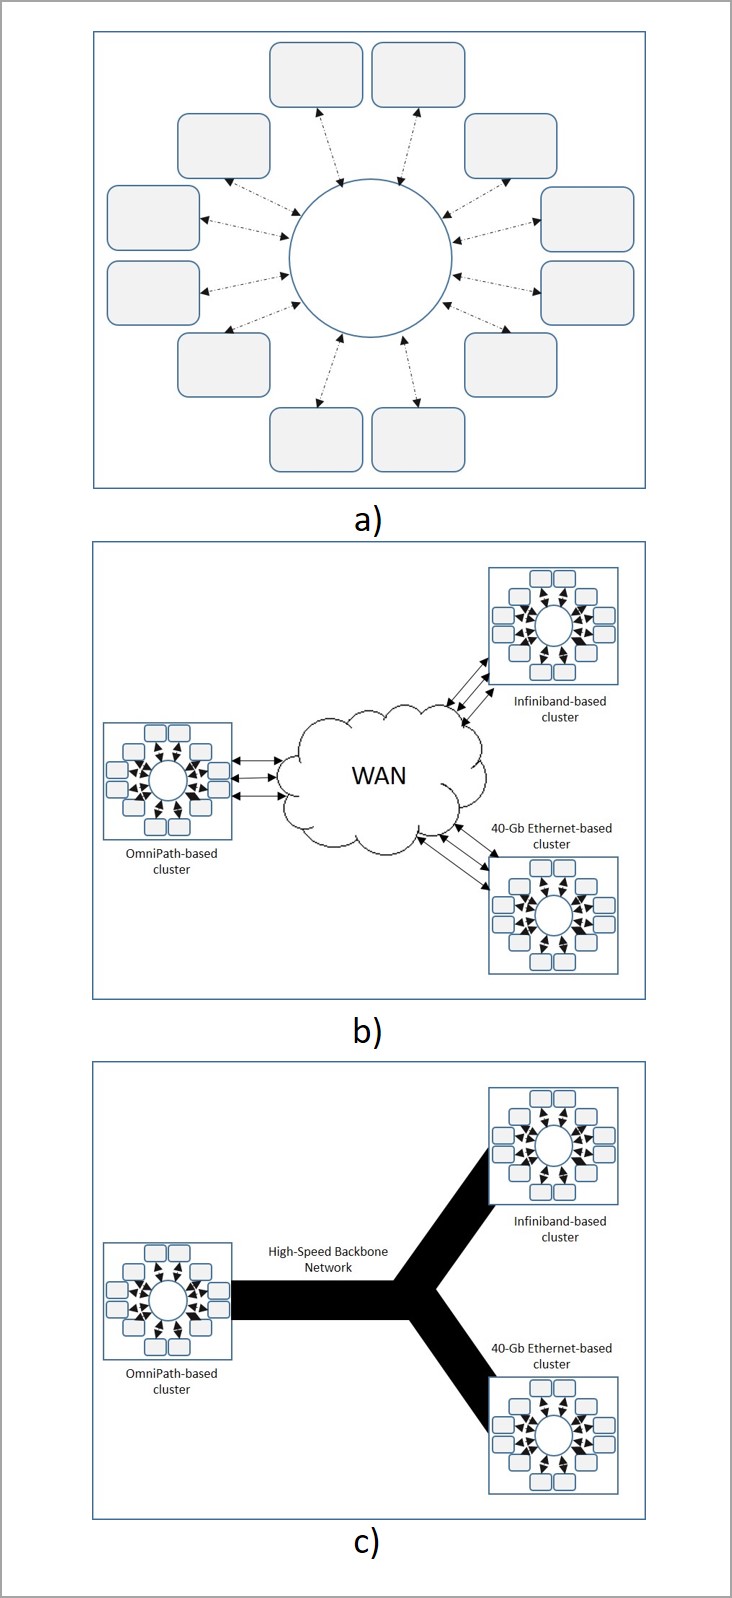 a)
Infiniband-based
cluster
WAN
40-Gb Ethernet-based
cluster
OmniPath-based
cluster
b)
Infiniband-based
cluster
High-Speed Backbone
Network
40-Gb Ethernet-based
cluster
OmniPath-based
cluster
c)